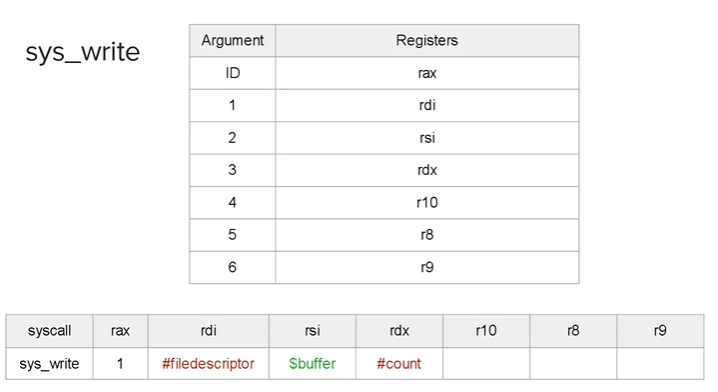 sys_write
Argument Registers
ID rax
1 rdi
2 rsi
3 rdx
4 r10
5 r8
6 r9
syscall rax rdi rsi rdx r10 r8 r9
sys_write 1 #filedescriptor $buffer #count